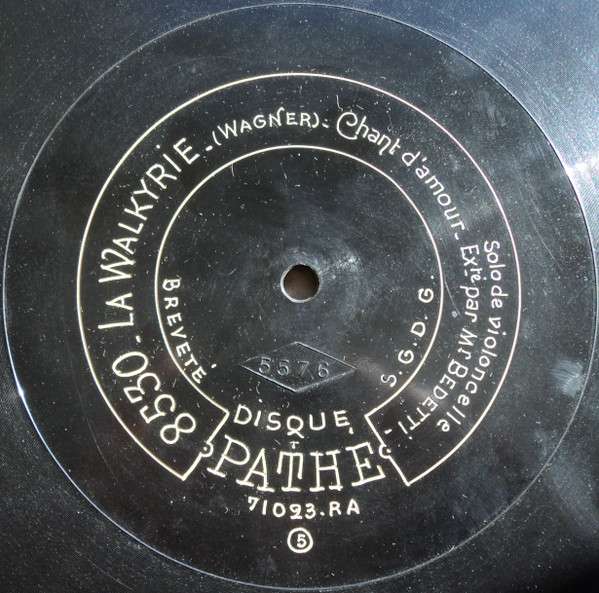 8530 - LA WALKYRIE - (WAGNER) - Chant d'amour -
Solo de violoncelle
Exté par Mr BEDETTI -
BREVETÉ
S.G.D.G.
5576
DISQUE
PATHÉ
71023.RA
5